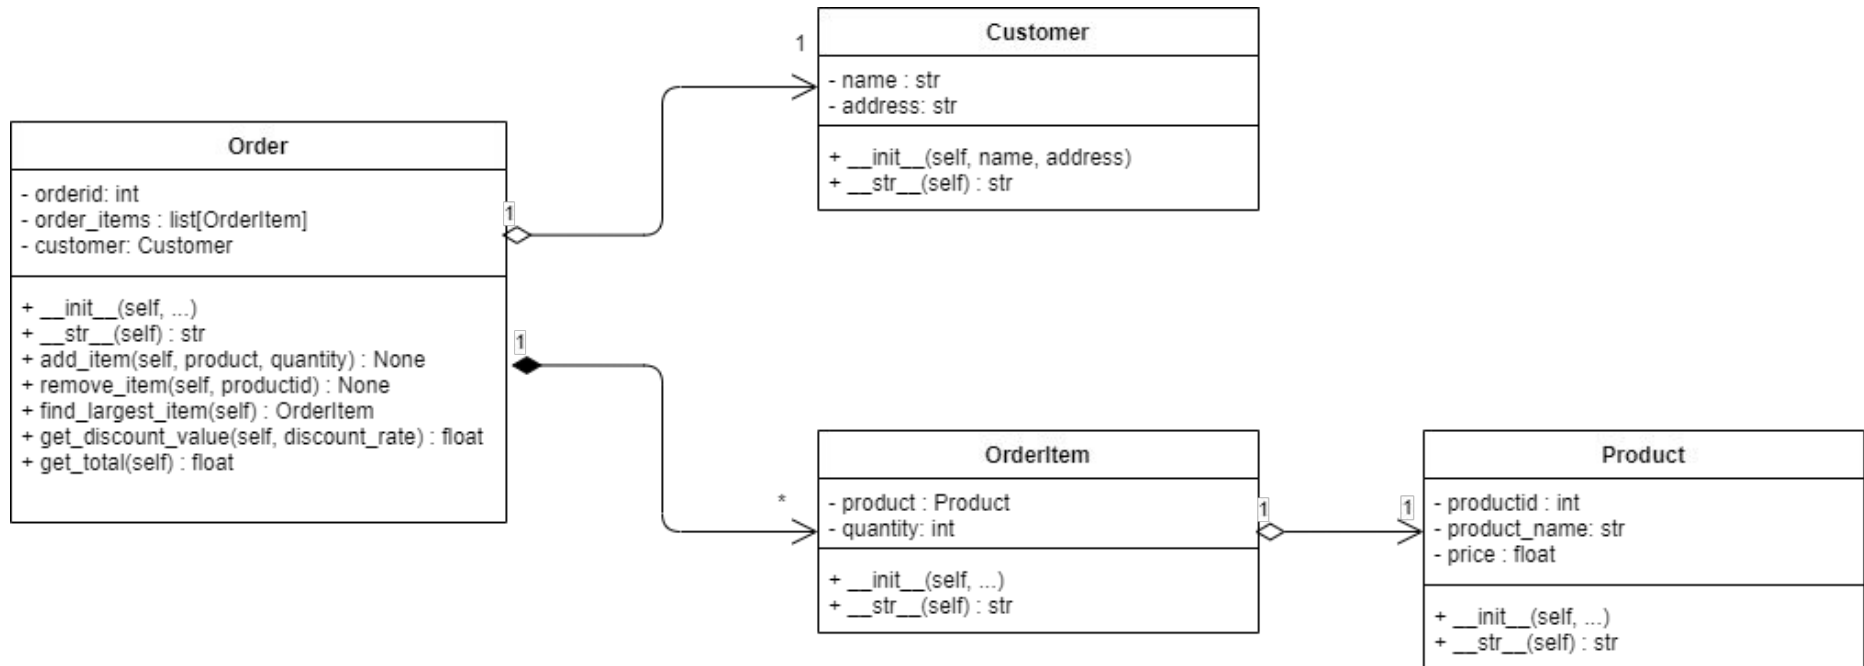 Customer
- name : str
- address: str
+ __init__(self, name, address)
+ __str__(self) : str
1
Order
- orderid: int
- order_items : list[OrderItem]
- customer: Customer
+ __init__(self, ...)
+ __str__(self) : str
+ add_item(self, product, quantity) : None
+ remove_item(self, productid) : None
+ find_largest_item(self) : OrderItem
+ get_discount_value(self, discount_rate) : float
+ get_total(self) : float
1
1
*
OrderItem
- product : Product
- quantity: int
+ __init__(self, ...)
+ __str__(self) : str
1
1
Product
- productid : int
- product_name: str
- price : float
+ __init__(self, ...)
+ __str__(self) : str